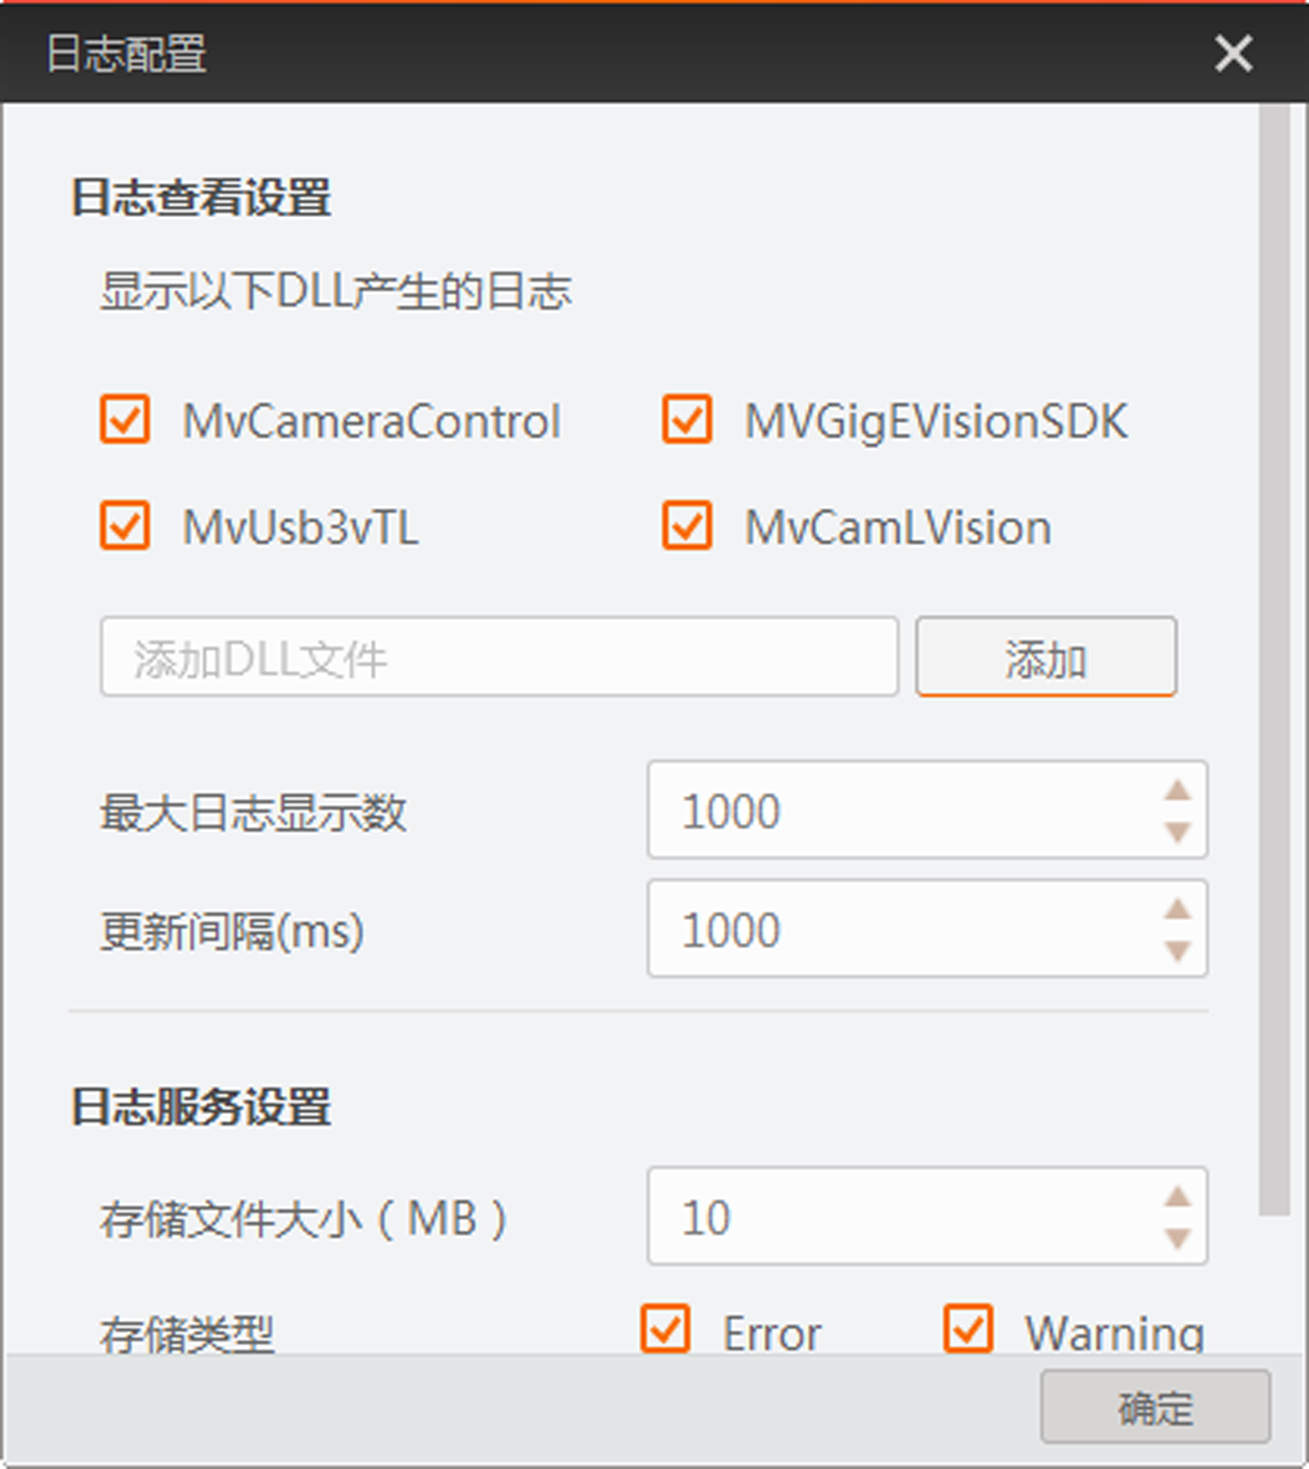 日志配置
日志查看设置
显示以下DLL产生的日志
MvCameraControl
MVGigEVisionSDK
MvUsb3vTL
MvCamLVision
添加DLL文件
添加
最大日志显示数
1000
更新间隔(ms)
1000
日志服务设置
存储文件大小（MB）
10
存储类型
Error
Warning
确定